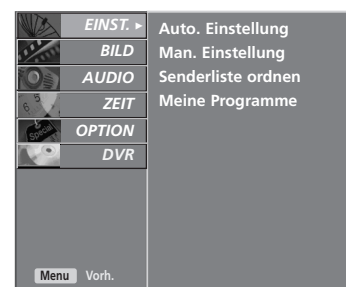 EINST. ►
BILD
AUDIO
ZEIT
OPTION
DVR
Auto. Einstellung
Man. Einstellung
Senderliste ordnen
Meine Programme
Menu Vorh.